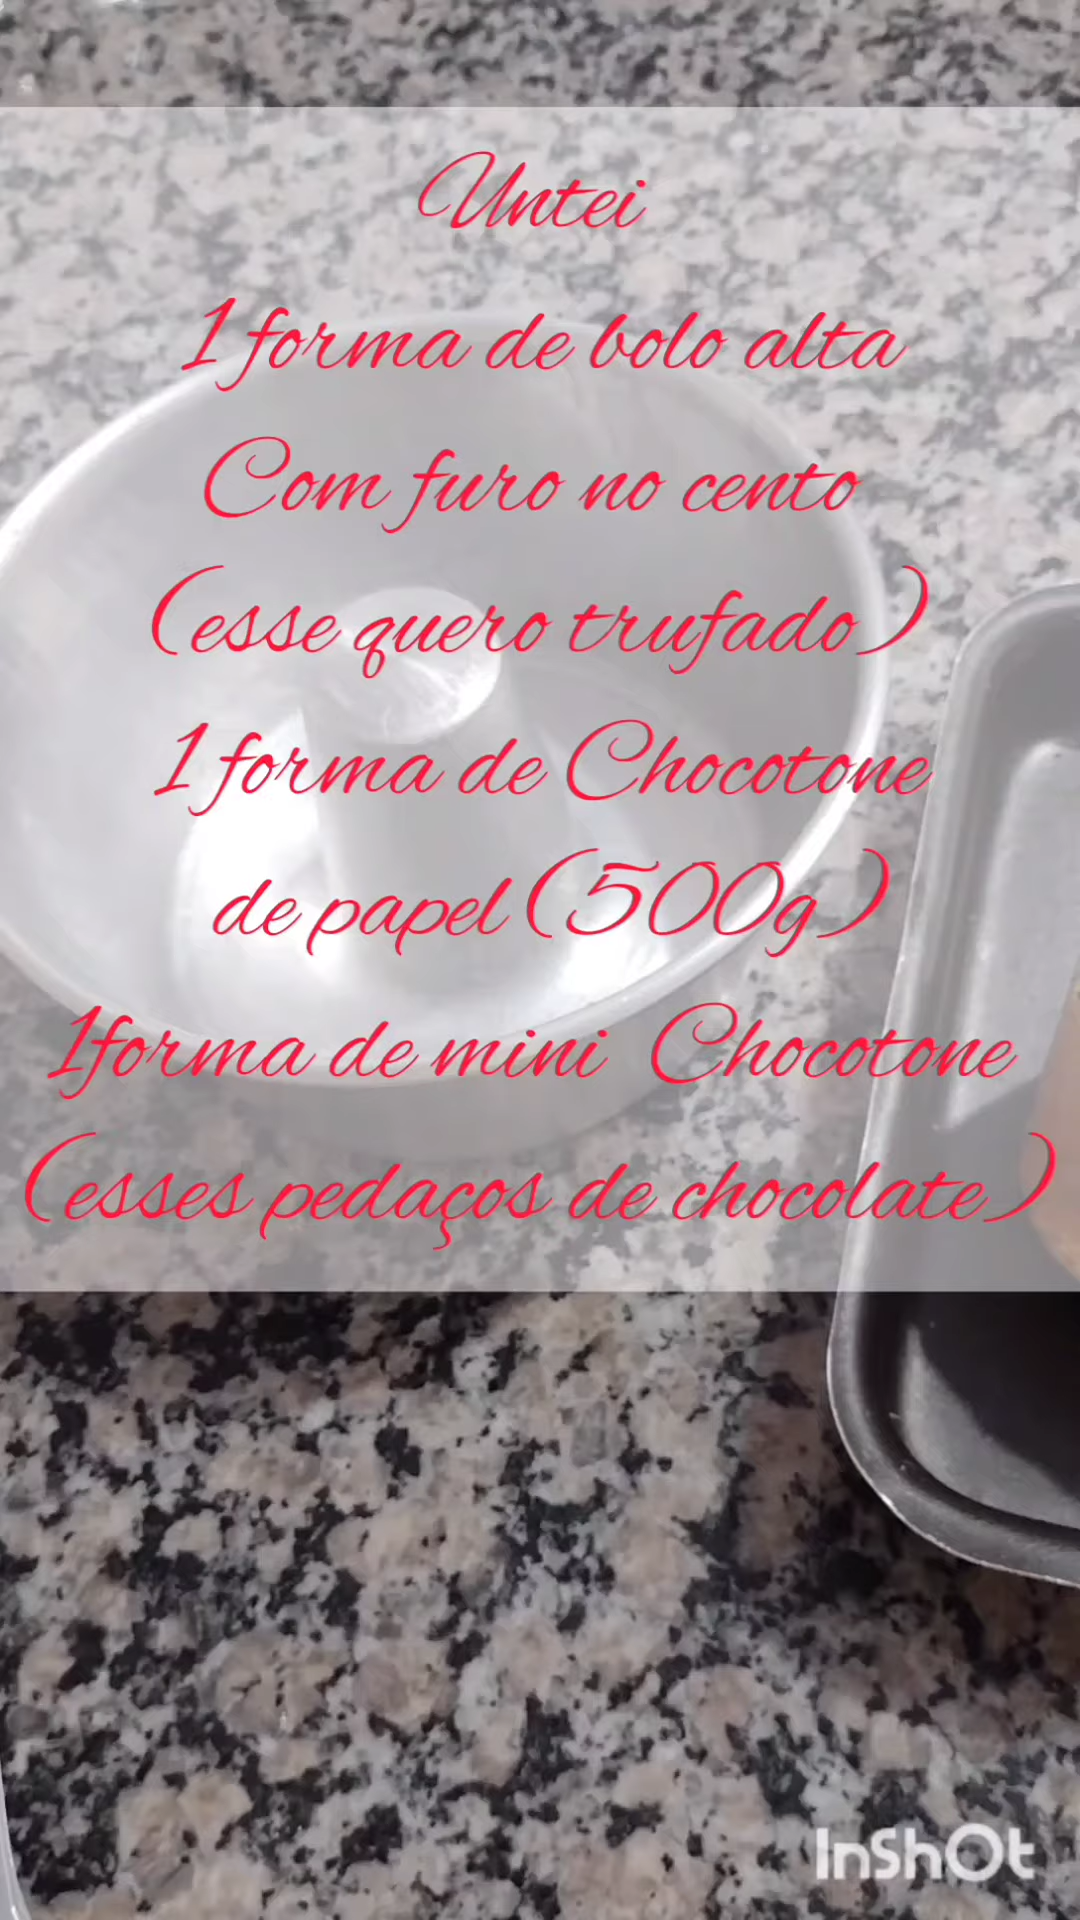 Untei
1 forma de bolo alta
Com furo no cento
(esse quero trufado)
1 forma de Chocotone
de papel (500g)
1forma de mini Chocotone
(esses pedaços de chocolate)
InShOt